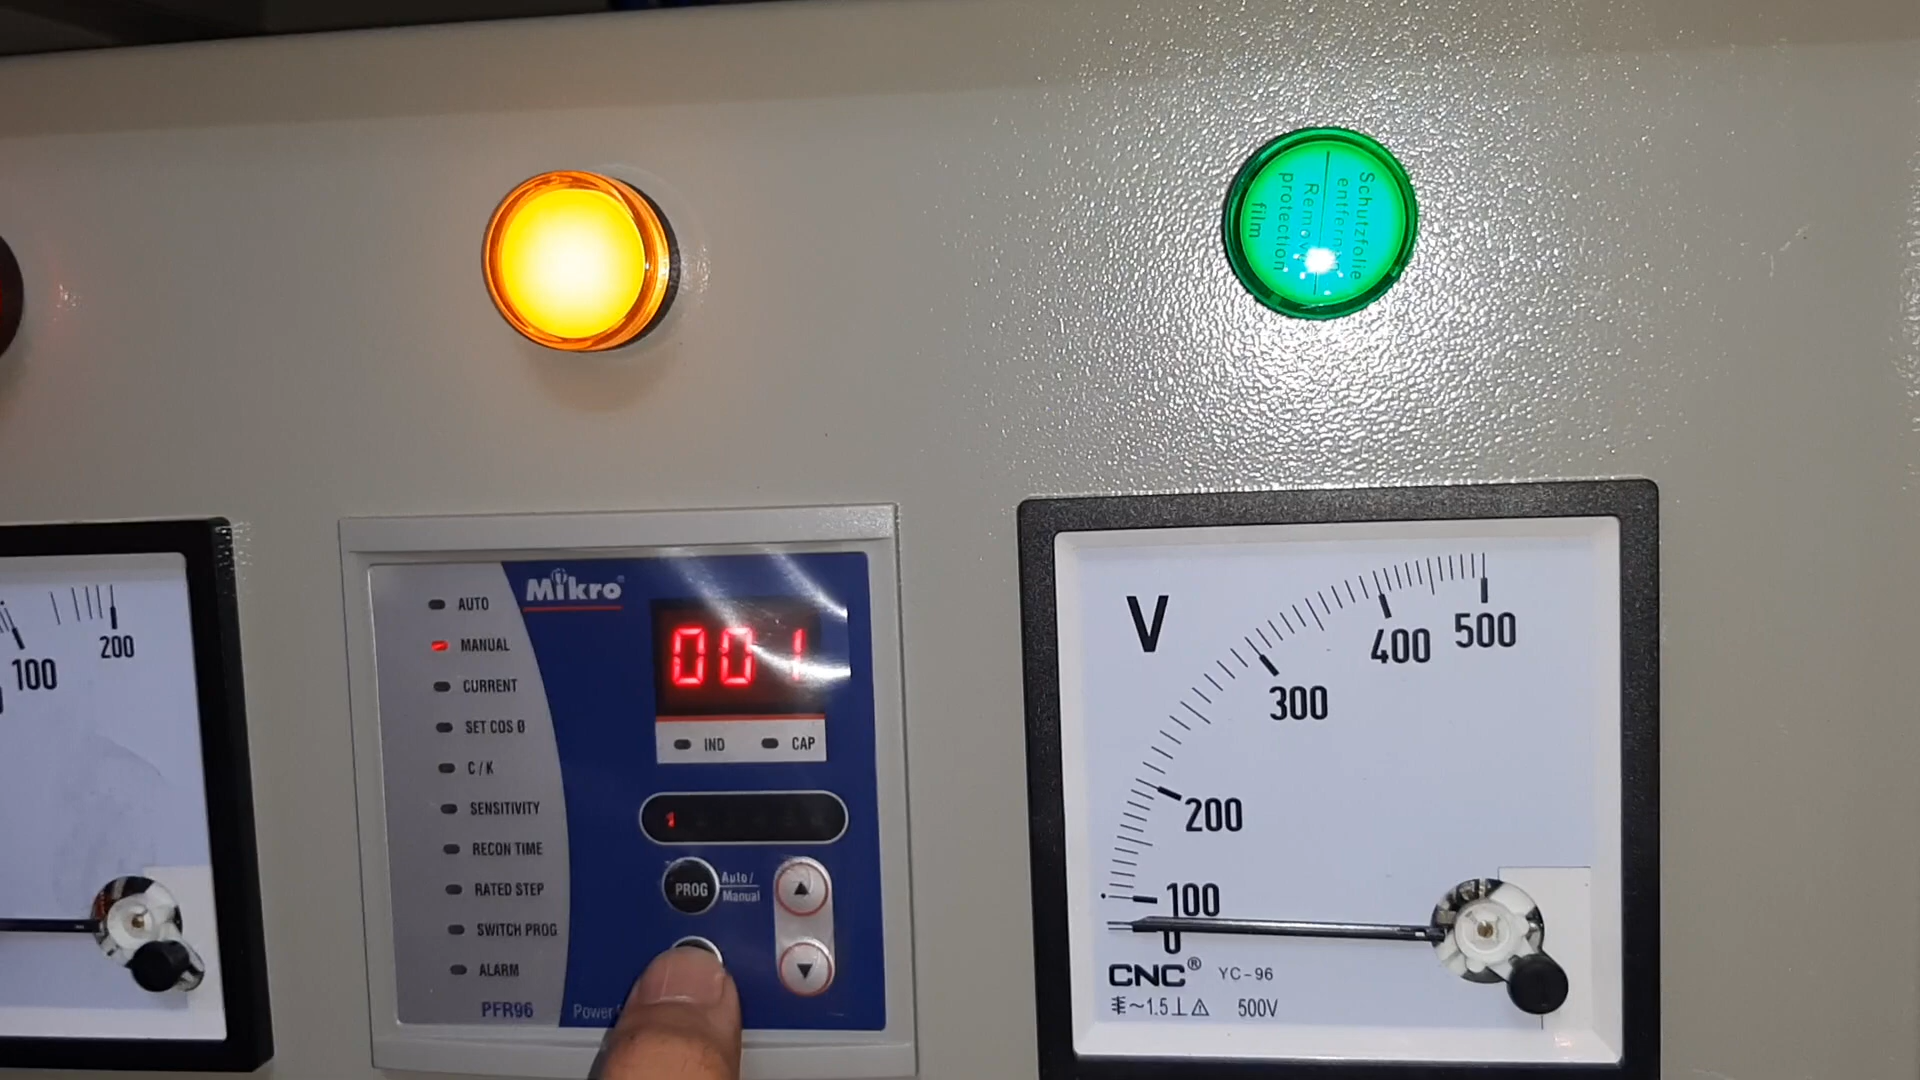 Schutzfolie
entfernen
Remove
protection
film
100
200
Mikro®
AUTO
MANUAL
CURRENT
SET COS Ø
C / K
SENSITIVITY
RECON TIME
RATED STEP
SWITCH PROG
ALARM
PFR96
Power
001
IND CAP
1
PROG
Auto/
Manual
V
500
400
300
200
100
0
CNC® YC-96
~1.5 500V